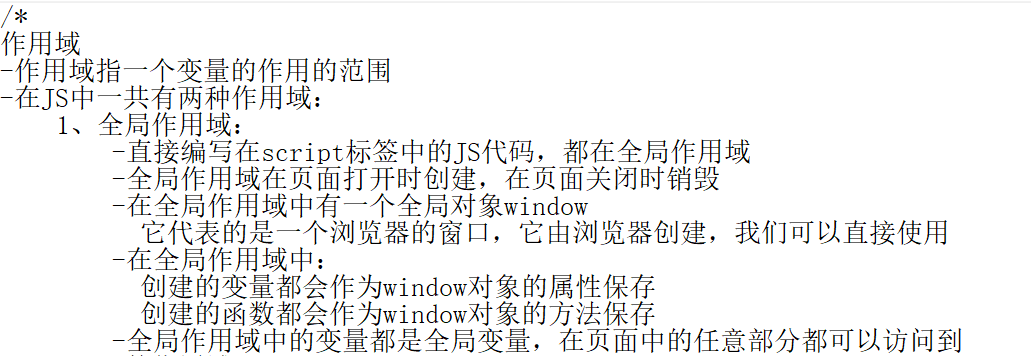 /*
作用域
-作用域指一个变量的作用的范围
-在JS中一共有两种作用域：
1、全局作用域：
-直接编写在script标签中的JS代码，都在全局作用域
-全局作用域在页面打开时创建，在页面关闭时销毁
-在全局作用域中有一个全局对象window
它代表的是一个浏览器的窗口，它由浏览器创建，我们可以直接使用
-在全局作用域中：
创建的变量都会作为window对象的属性保存
创建的函数都会作为window对象的方法保存
-全局作用域中的变量都是全局变量，在页面中的任意部分都可以访问到